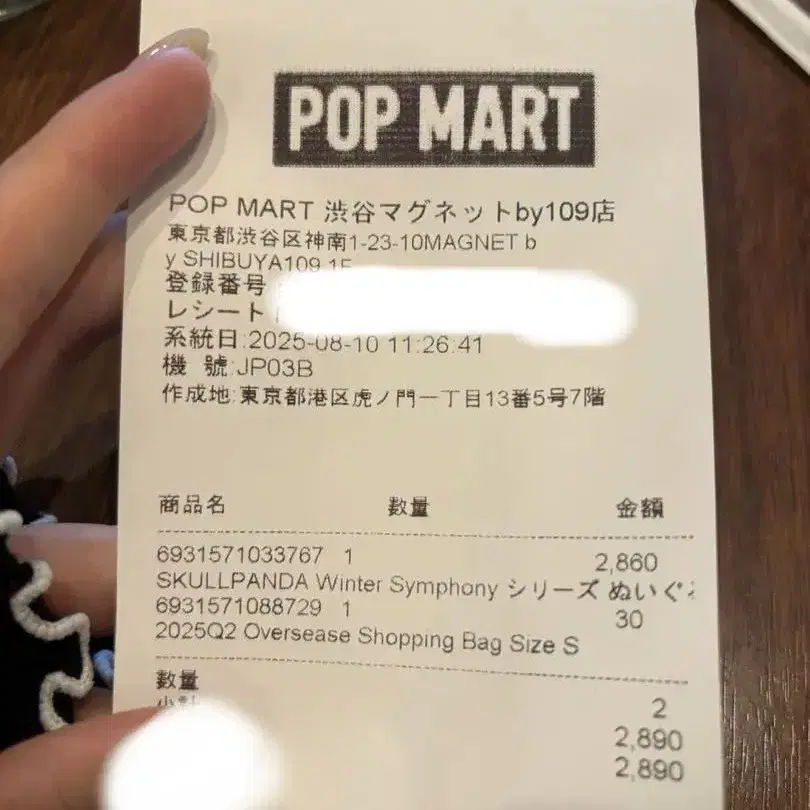 POP MART
POP MART 渋谷マグネットby109店
東京都渋谷区神南1-23-10MAGNET b
y SHIBUYA109 1F
登録番号
レシート
系統日:2025-08-10 11:26:41
機 號:JP03B
作成地:東京都港区虎ノ門一丁目13番5号7階
商品名 数量 金額
6931571033767 1 2,860
SKULLPANDA Winter Symphony シリーズ ぬいぐ
6931571088729 1 30
2025Q2 Oversease Shopping Bag Size S
数量 2
小計 2,890
2,890